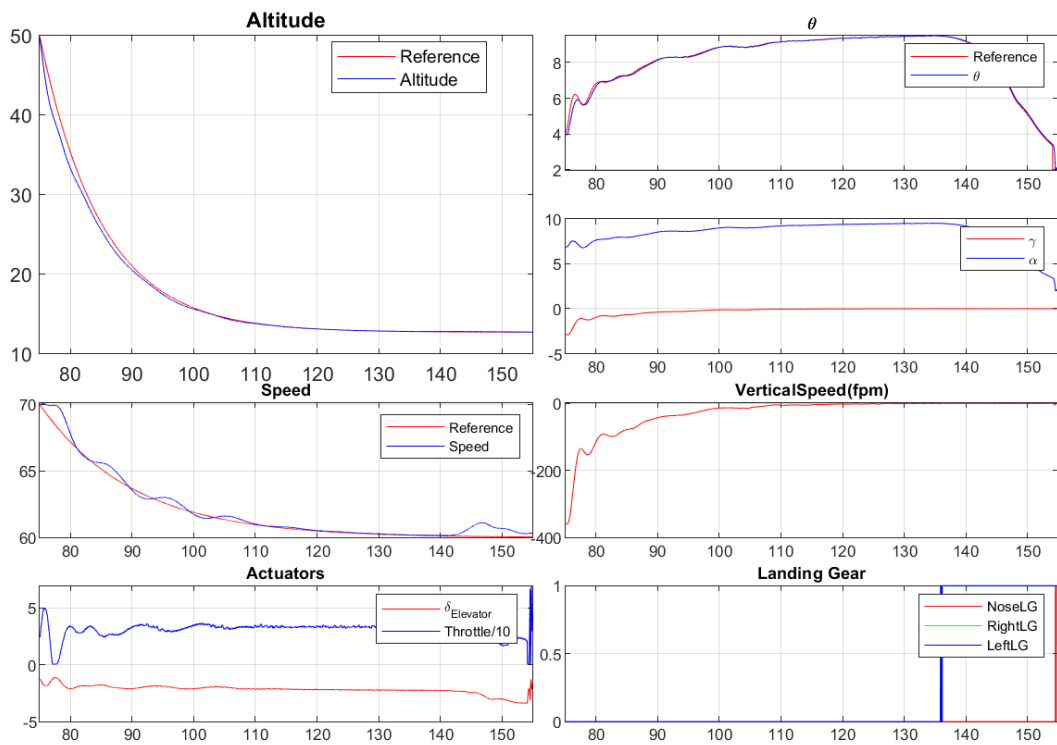 Altitude
50
40
30
20
10
Reference
Altitude
80 90 100 110 120 130 140 150
θ
8
6
4
2
Reference
θ
80 90 100 110 120 130 140 150
10
5
0
-5
γ
α
80 90 100 110 120 130 140 150
Speed
70
65
60
Reference
Speed
80 90 100 110 120 130 140 150
VerticalSpeed(fpm)
0
-200
-400
80 90 100 110 120 130 140 150
Actuators
5
0
-5
δElevator
Throttle/10
80 90 100 110 120 130 140 150
Landing Gear
1
0.5
0
NoseLG
RightLG
LeftLG
80 90 100 110 120 130 140 150